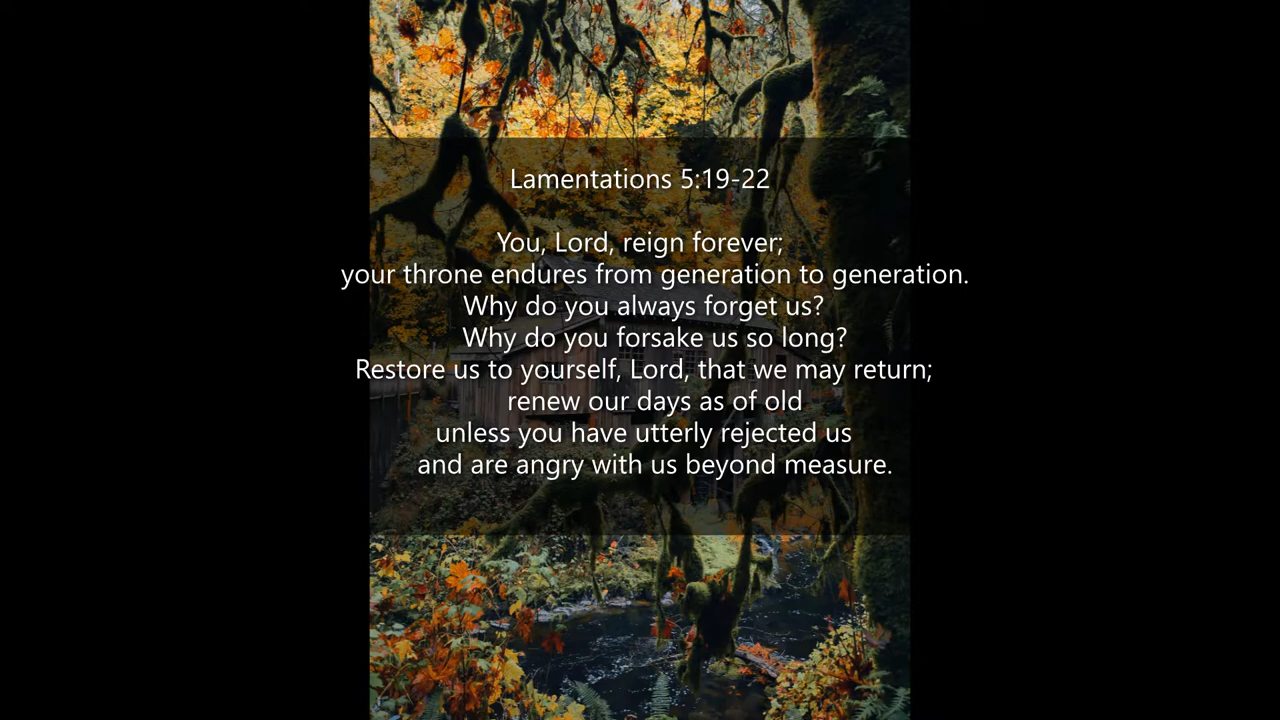 Lamentations 5:19-22
You, Lord, reign forever;
your throne endures from generation to generation.
Why do you always forget us?
Why do you forsake us so long?
Restore us to yourself, Lord, that we may return;
renew our days as of old
unless you have utterly rejected us
and are angry with us beyond measure.